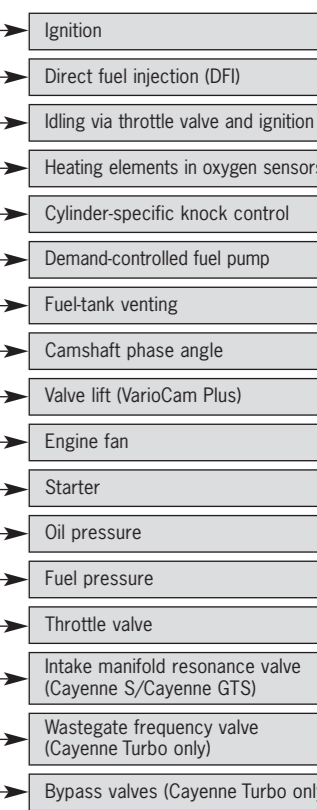 Ignition
Direct fuel injection (DFI)
Idling via throttle valve and ignition
Heating elements in oxygen sensors
Cylinder-specific knock control
Demand-controlled fuel pump
Fuel-tank venting
Camshaft phase angle
Valve lift (VarioCam Plus)
Engine fan
Starter
Oil pressure
Fuel pressure
Throttle valve
Intake manifold resonance valve
(Cayenne S/Cayenne GTS)
Wastegate frequency valve
(Cayenne Turbo only)
Bypass valves (Cayenne Turbo only